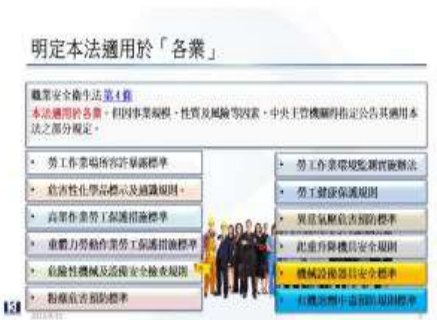 明定本法適用於「各業」
職業安全衛生法第4條
本法適用於各業。但因事業規模、性質及風險等因素，中央主管機關得指定公告其適用本
法之部分規定。
• 勞工作業場所容許暴露標準
• 危害性化學品標示及通識規則。
• 高架作業勞工保護措施標準
• 重體力勞動作業勞工保護措施標準
• 危險性機械及設備安全檢查規則
• 粉塵危害預防標準
• 勞工作業環境監測實施辦法
• 勞工健康保護規則
• 異常氣壓危害預防標準
• 起重升降機具安全規則
• 機械設備器具安全標準
• 有機溶劑中毒預防規則標準